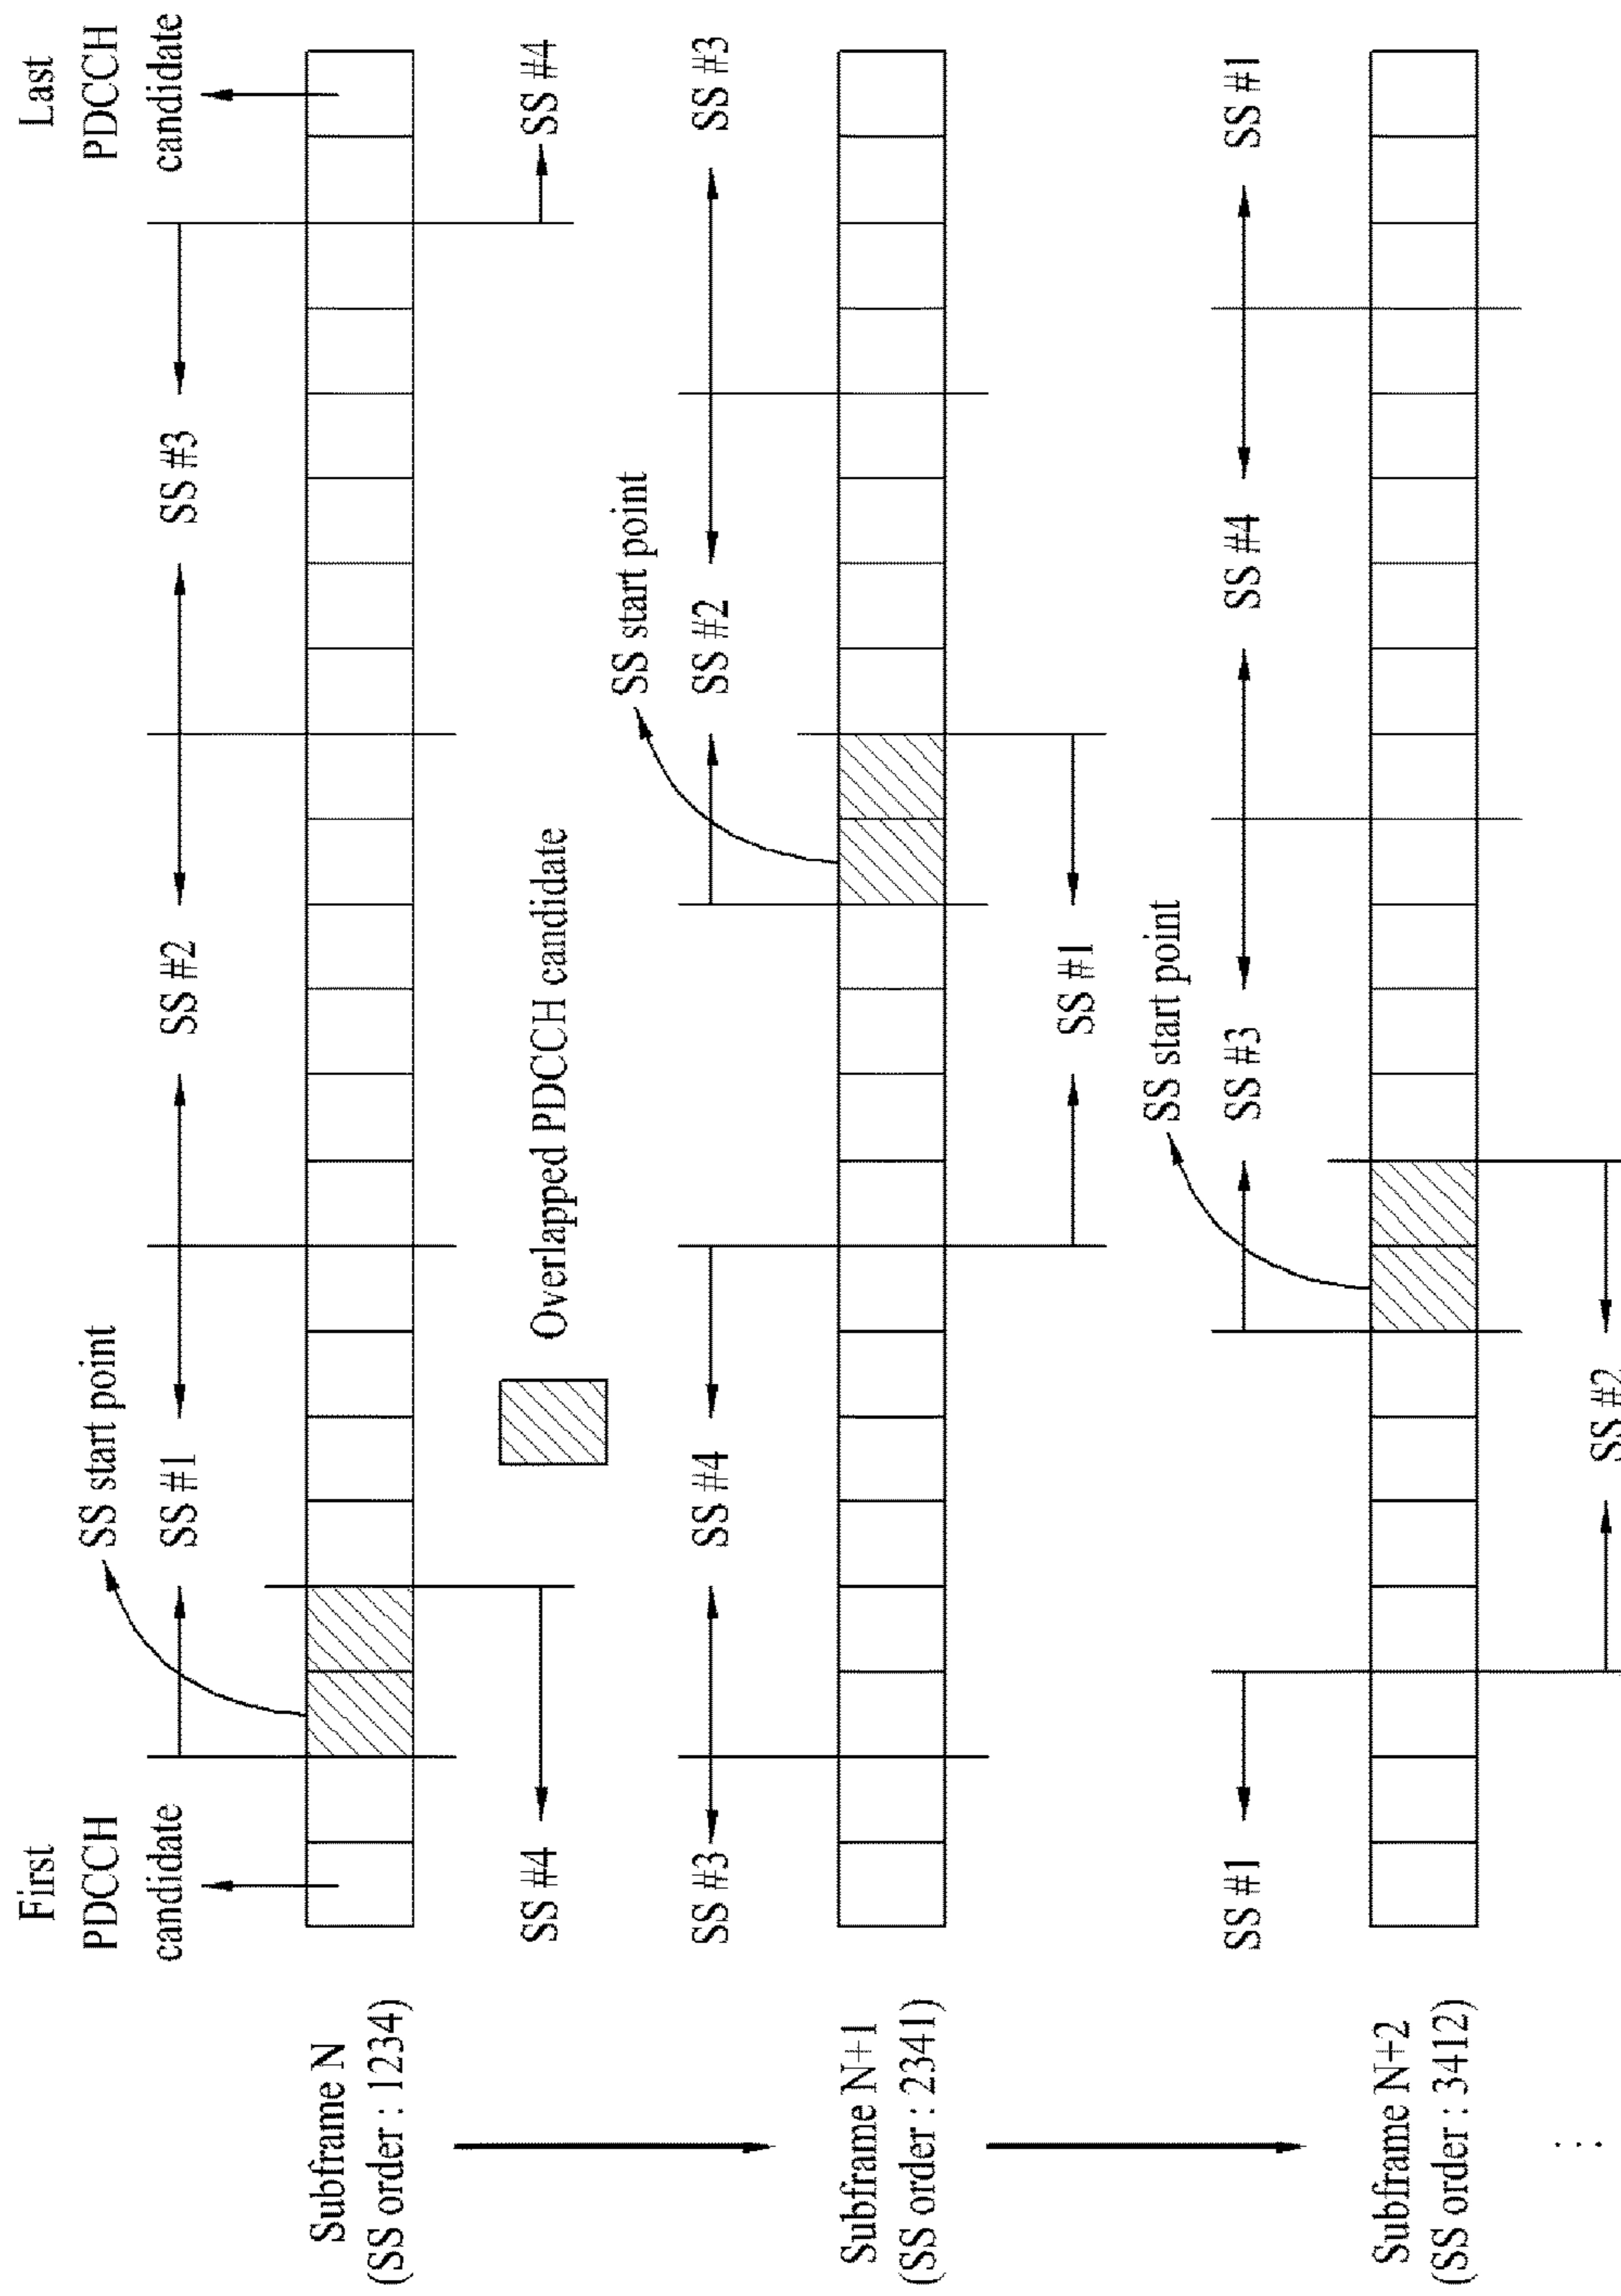 First
PDCCH
candidate
Last
PDCCH
candidate
SS start point
SS #1
SS #2
SS #3
Subframe N
(SS order : 1234)
SS #4
SS #4
Overlapped PDCCH candidate
SS start point
SS #3
SS #4
SS #2
SS #3
Subframe N+1
(SS order : 2341)
SS #1
SS start point
SS #1
SS #3
SS #4
SS #1
Subframe N+2
(SS order : 3412)
SS #2
...